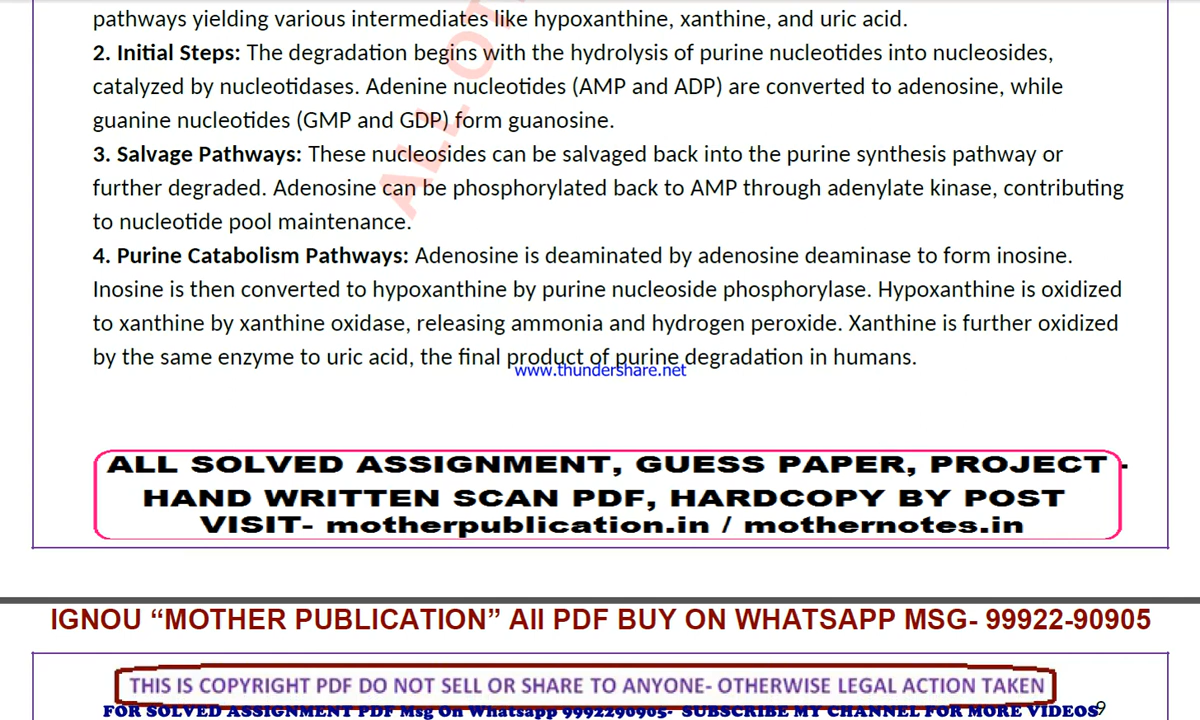 pathways yielding various intermediates like hypoxanthine, xanthine, and uric acid.
2. Initial Steps: The degradation begins with the hydrolysis of purine nucleotides into nucleosides,
catalyzed by nucleotidases. Adenine nucleotides (AMP and ADP) are converted to adenosine, while
guanine nucleotides (GMP and GDP) form guanosine.
3. Salvage Pathways: These nucleosides can be salvaged back into the purine synthesis pathway or
further degraded. Adenosine can be phosphorylated back to AMP through adenylate kinase, contributing
to nucleotide pool maintenance.
4. Purine Catabolism Pathways: Adenosine is deaminated by adenosine deaminase to form inosine.
Inosine is then converted to hypoxanthine by purine nucleoside phosphorylase. Hypoxanthine is oxidized
to xanthine by xanthine oxidase, releasing ammonia and hydrogen peroxide. Xanthine is further oxidized
by the same enzyme to uric acid, the final product of purine degradation in humans.
www.thundershare.net
ALL SOLVED ASSIGNMENT, GUESS PAPER, PROJECT -
HAND WRITTEN SCAN PDF, HARDCOPY BY POST
VISIT- motherpublication.in / mothernotes.in
IGNOU “MOTHER PUBLICATION” All PDF BUY ON WHATSAPP MSG- 99922-90905
THIS IS COPYRIGHT PDF DO NOT SELL OR SHARE TO ANYONE- OTHERWISE LEGAL ACTION TAKEN
FOR SOLVED ASSIGNMENT PDF Msg On Whatsapp 9992290905- SUBSCRIBE MY CHANNEL FOR MORE VIDEOS
9
ALL OT